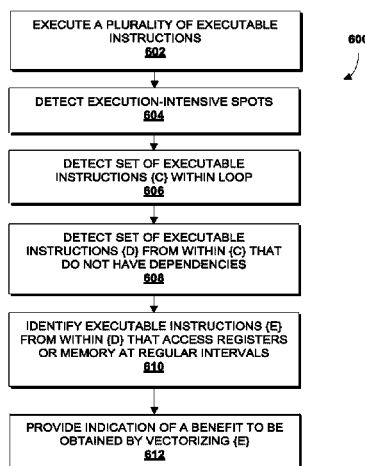 EXECUTE A PLURALITY OF EXECUTABLE
INSTRUCTIONS
602
600
DETECT EXECUTION-INTENSIVE SPOTS
604
DETECT SET OF EXECUTABLE
INSTRUCTIONS {C} WITHIN LOOP
606
DETECT SET OF EXECUTABLE
INSTRUCTIONS {D} FROM WITHIN {C} THAT
DO NOT HAVE DEPENDENCIES
608
IDENTIFY EXECUTABLE INSTRUCTIONS {E}
FROM WITHIN {D} THAT ACCESS REGISTERS
OR MEMORY AT REGULAR INTERVALS
610
PROVIDE INDICATION OF A BENEFIT TO BE
OBTAINED BY VECTORIZING {E}
612